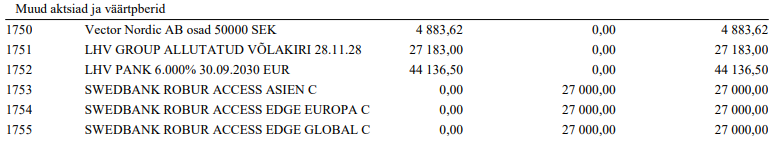 Muud aktsiad ja väärtpberid
1750 Vector Nordic AB osad 50000 SEK 4 883,62 0,00 4 883,62
1751 LHV GROUP ALLUTATUD VÕLAKIRI 28.11.28 27 183,00 0,00 27 183,00
1752 LHV PANK 6.000% 30.09.2030 EUR 44 136,50 0,00 44 136,50
1753 SWEDBANK ROBUR ACCESS ASIEN C 0,00 27 000,00 27 000,00
1754 SWEDBANK ROBUR ACCESS EDGE EUROPA C 0,00 27 000,00 27 000,00
1755 SWEDBANK ROBUR ACCESS EDGE GLOBAL C 0,00 27 000,00 27 000,00